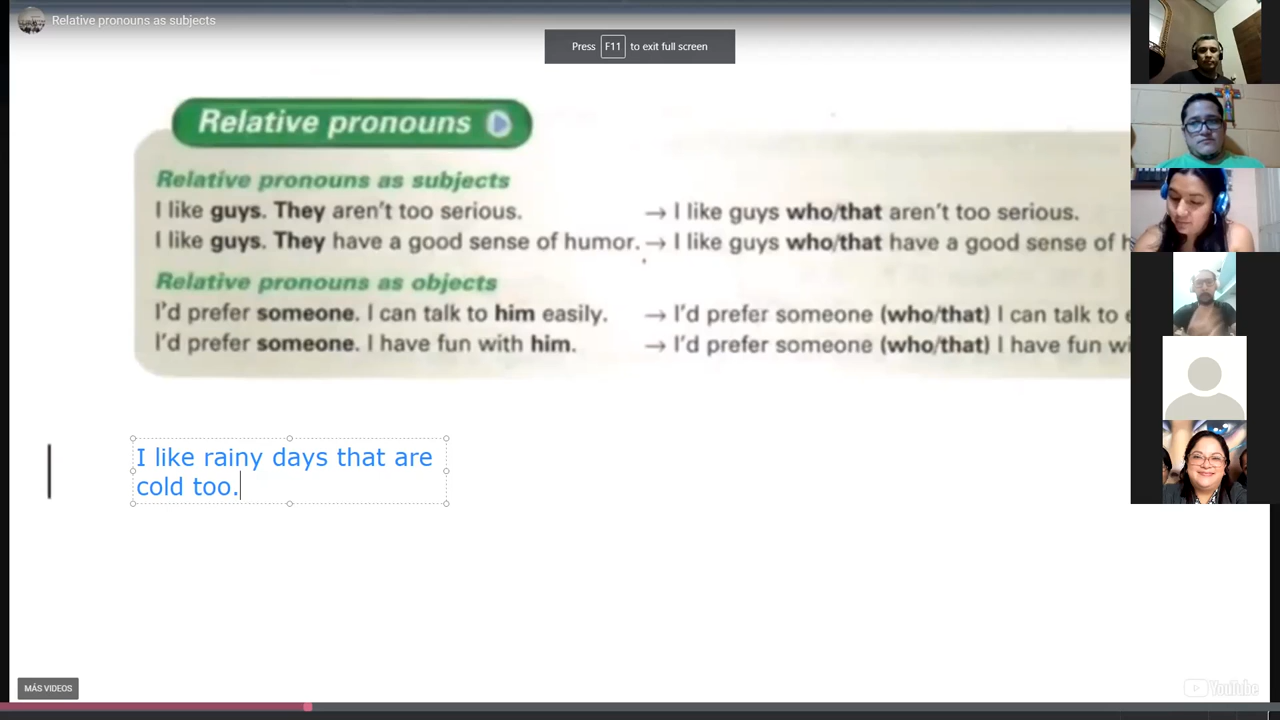 Relative pronouns as subjects
Press F11 to exit full screen
Relative pronouns
Relative pronouns as subjects
I like guys. They aren't too serious. → I like guys who/that aren't too serious.
I like guys. They have a good sense of humor. → I like guys who/that have a good sense of
Relative pronouns as objects
I'd prefer someone. I can talk to him easily. → I'd prefer someone (who/that) I can talk to
I'd prefer someone. I have fun with him. → I'd prefer someone (who/that) I have fun
I like rainy days that are
cold too.
MÁS VIDEOS
YouTube